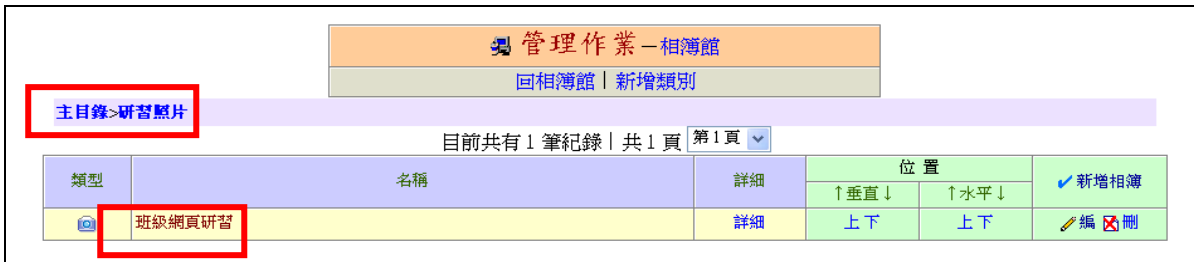 管理作業－相簿館
回相簿館｜新增類別
主目錄>研習照片
目前共有 1 筆紀錄｜共 1 頁 第 1 頁
類型 名稱 詳細 位 置 新增相簿
↑垂直↓ ↑水平↓
班級網頁研習 詳細 上 下 上 下 編 刪